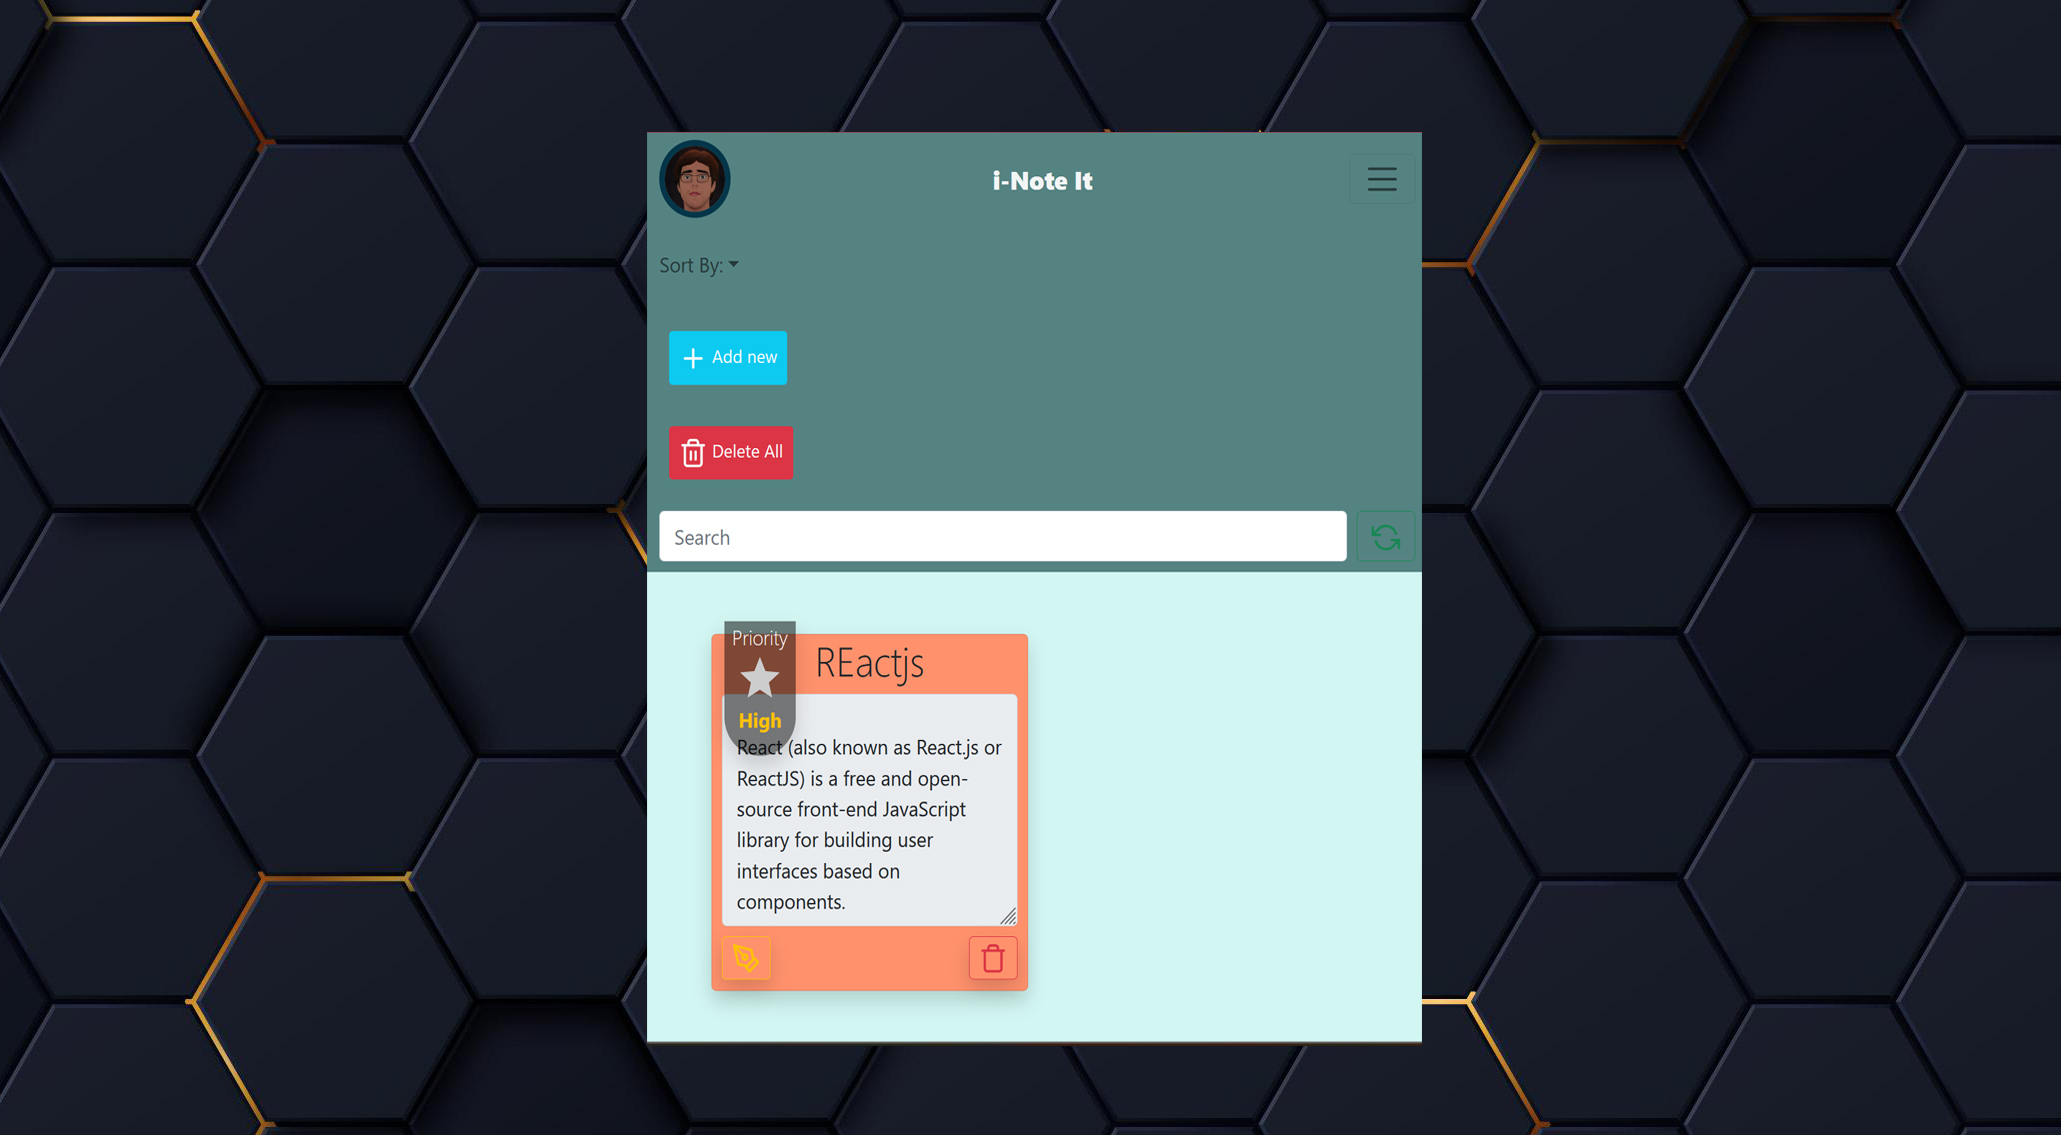 i-Note It
Sort By:
Add new
Delete All
Search
Priority
REactjs
High
React (also known as React.js or
ReactJS) is a free and open-
source front-end JavaScript
library for building user
interfaces based on
components.